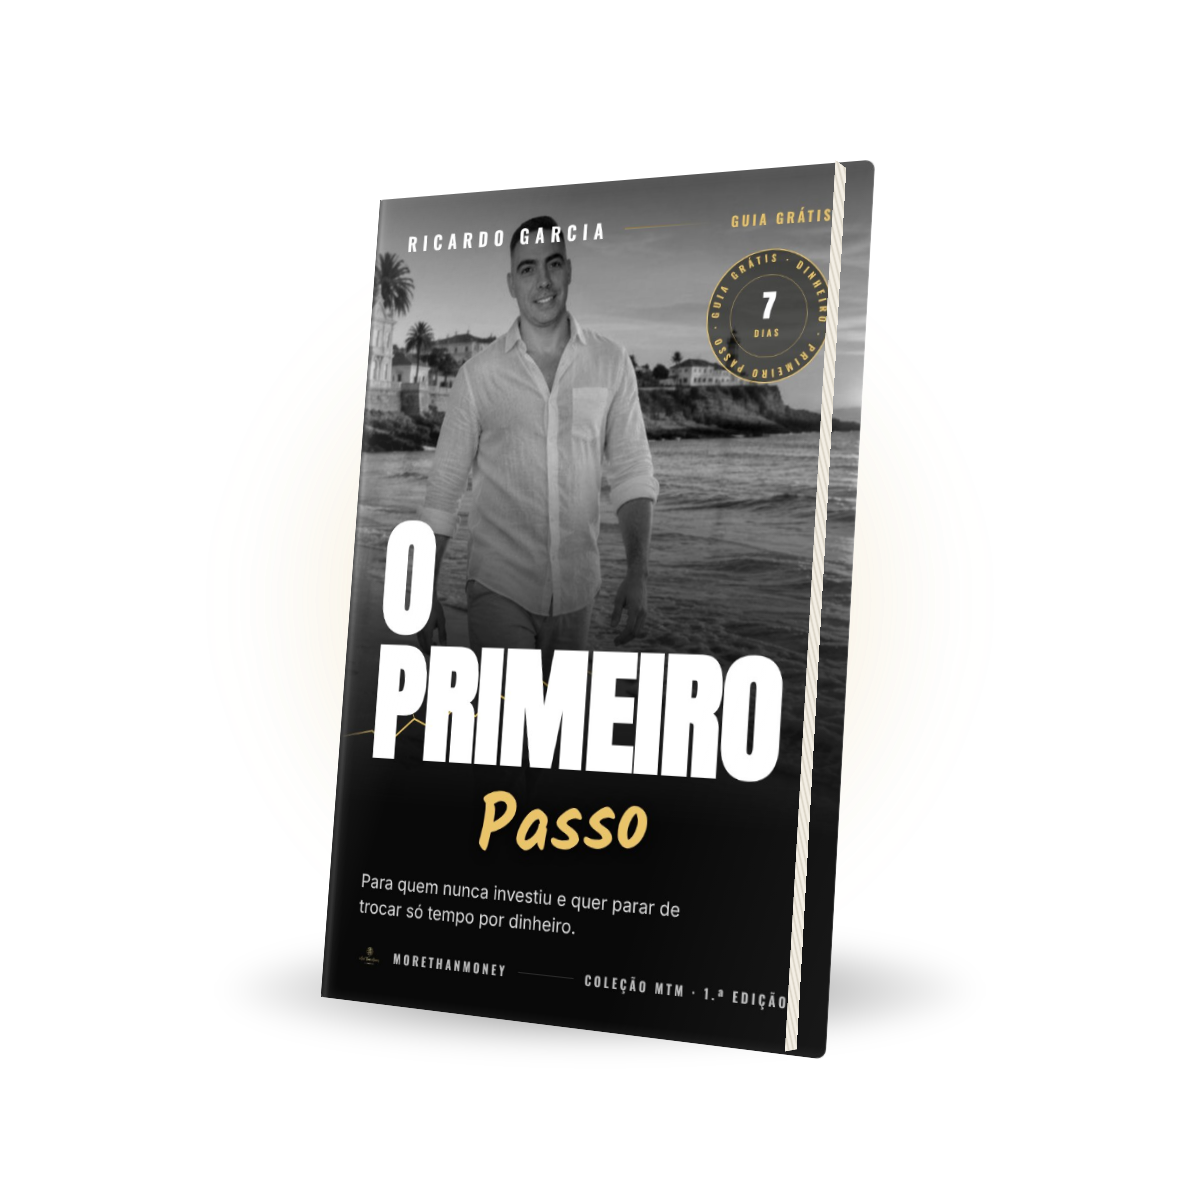 RICARDO GARCIA
GUIA GRÁTIS
GUIA GRÁTIS · DINHEIRO · PRIMEIRO PASSO ·
7
DIAS
O
PRIMEIRO
Passo
Para quem nunca investiu e quer parar de
trocar só tempo por dinheiro.
MORETHANMONEY
COLEÇÃO MTM · 1.ª EDIÇÃO